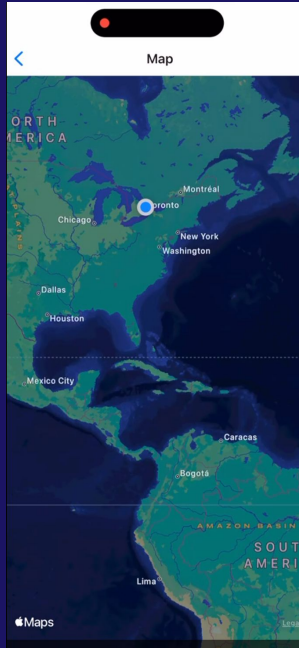 Map
ORTH
MERICA
Montréal
oronto
Chicago
New York
Washington
Dallas
Houston
Mexico City
Caracas
Bogotá
AMAZON BASIN
SOUT
AMERI
Lima
Maps